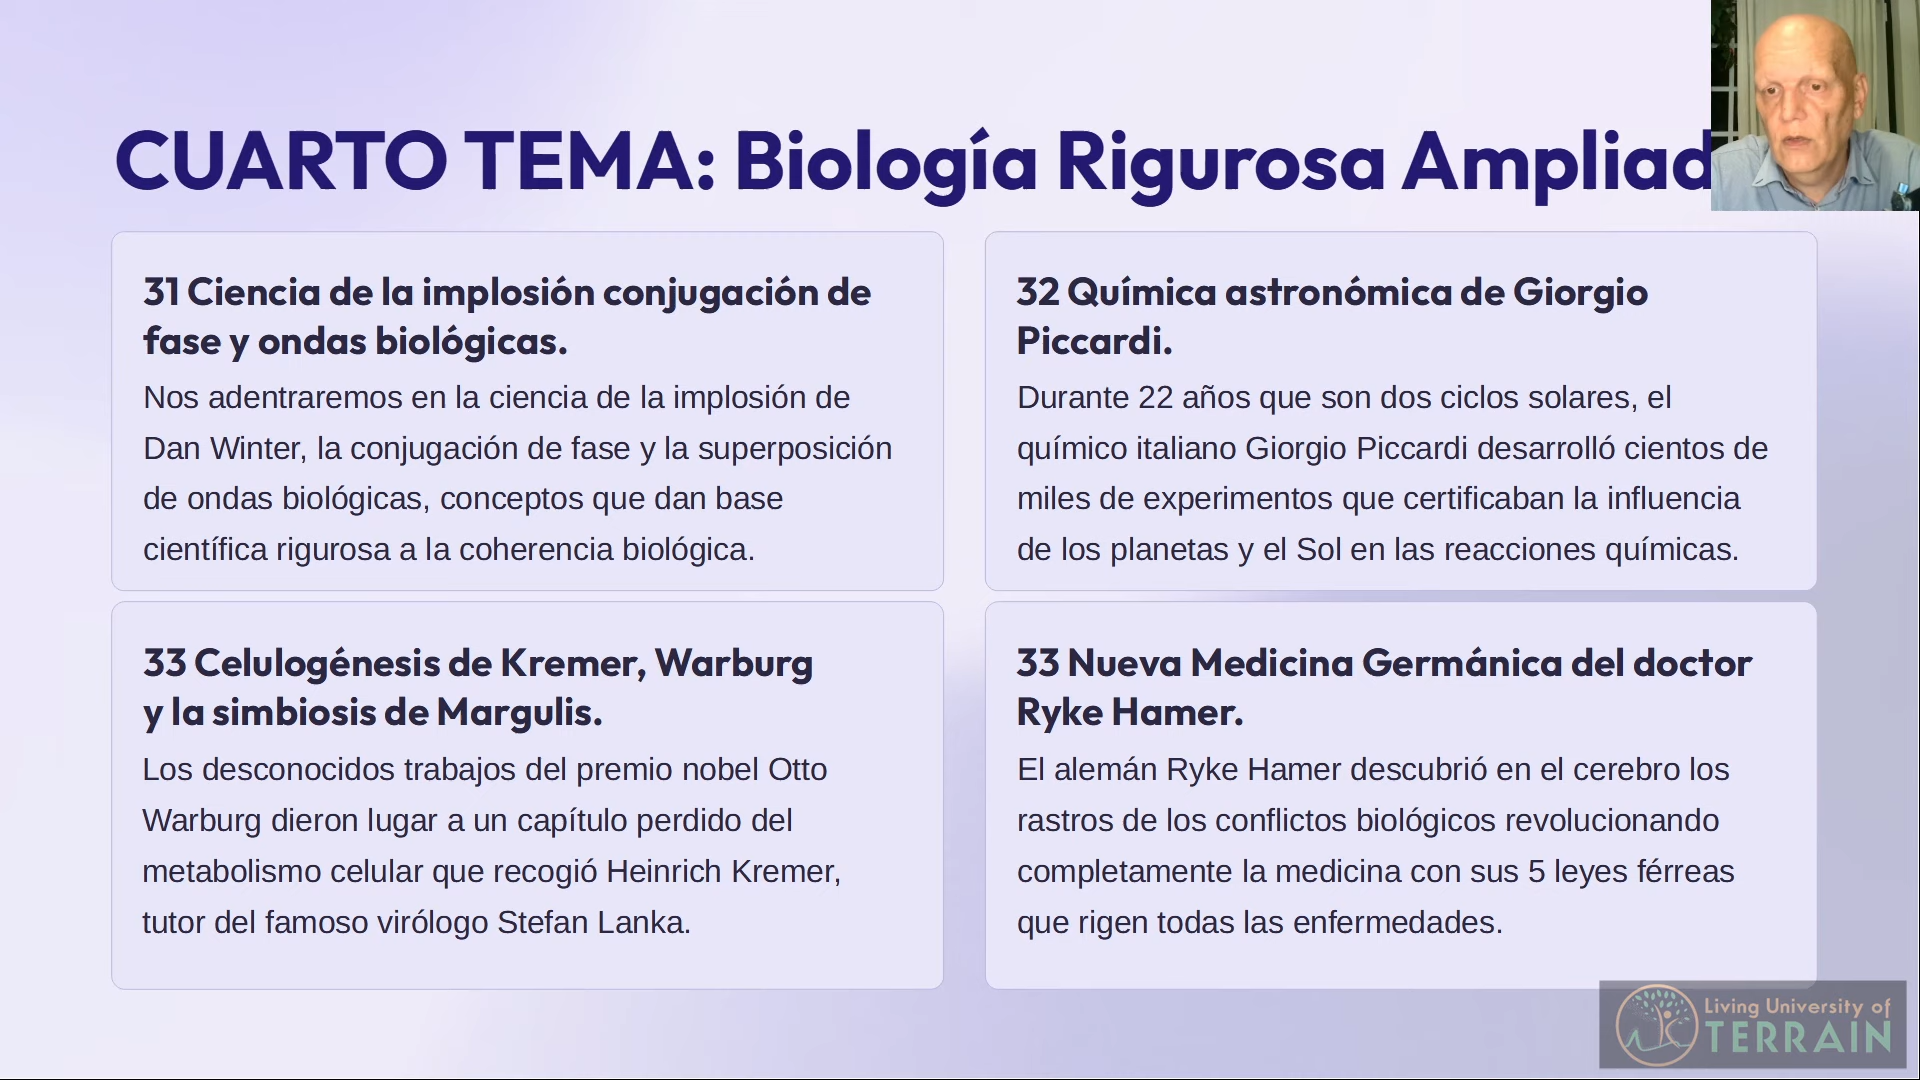 CUARTO TEMA: Biología Rigurosa Ampliad
31 Ciencia de la implosión conjugación de
fase y ondas biológicas.
Nos adentraremos en la ciencia de la implosión de
Dan Winter, la conjugación de fase y la superposición
de ondas biológicas, conceptos que dan base
científica rigurosa a la coherencia biológica.
32 Química astronómica de Giorgio
Piccardi.
Durante 22 años que son dos ciclos solares, el
químico italiano Giorgio Piccardi desarrolló cientos de
miles de experimentos que certificaban la influencia
de los planetas y el Sol en las reacciones químicas.
33 Celulogénesis de Kremer, Warburg
y la simbiosis de Margulis.
Los desconocidos trabajos del premio nobel Otto
Warburg dieron lugar a un capítulo perdido del
metabolismo celular que recogió Heinrich Kremer,
tutor del famoso virólogo Stefan Lanka.
33 Nueva Medicina Germánica del doctor
Ryke Hamer.
El alemán Ryke Hamer descubrió en el cerebro los
rastros de los conflictos biológicos revolucionando
completamente la medicina con sus 5 leyes férreas
que rigen todas las enfermedades.
Living University of
TERRAIN